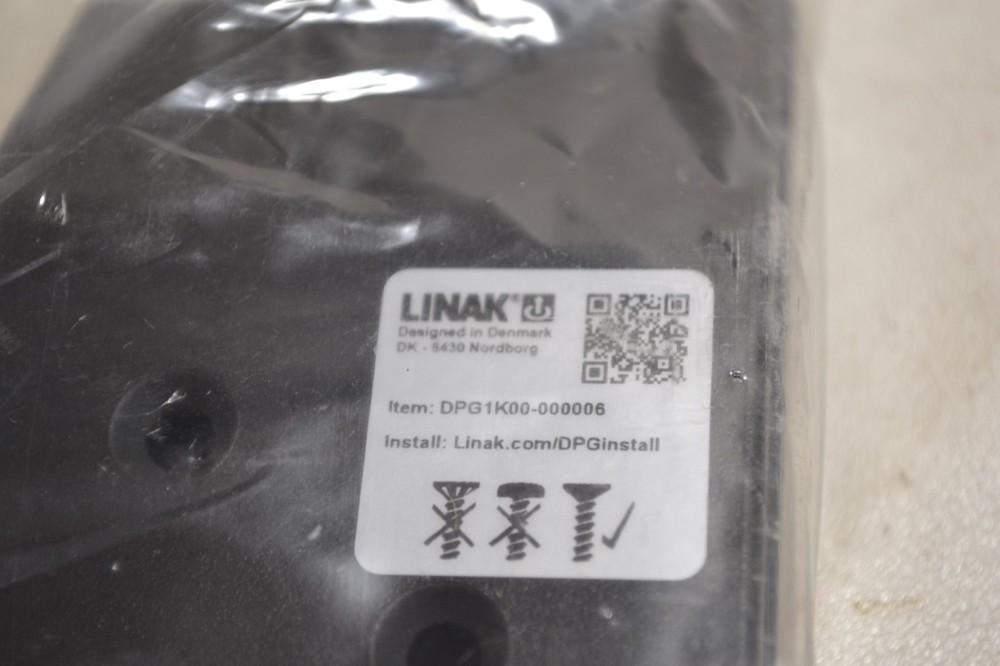 LINAK®
Designed in Denmark
DK - 6430 Nordborg
Item: DPG1K00-000006
Install: Linak.com/DPGinstall